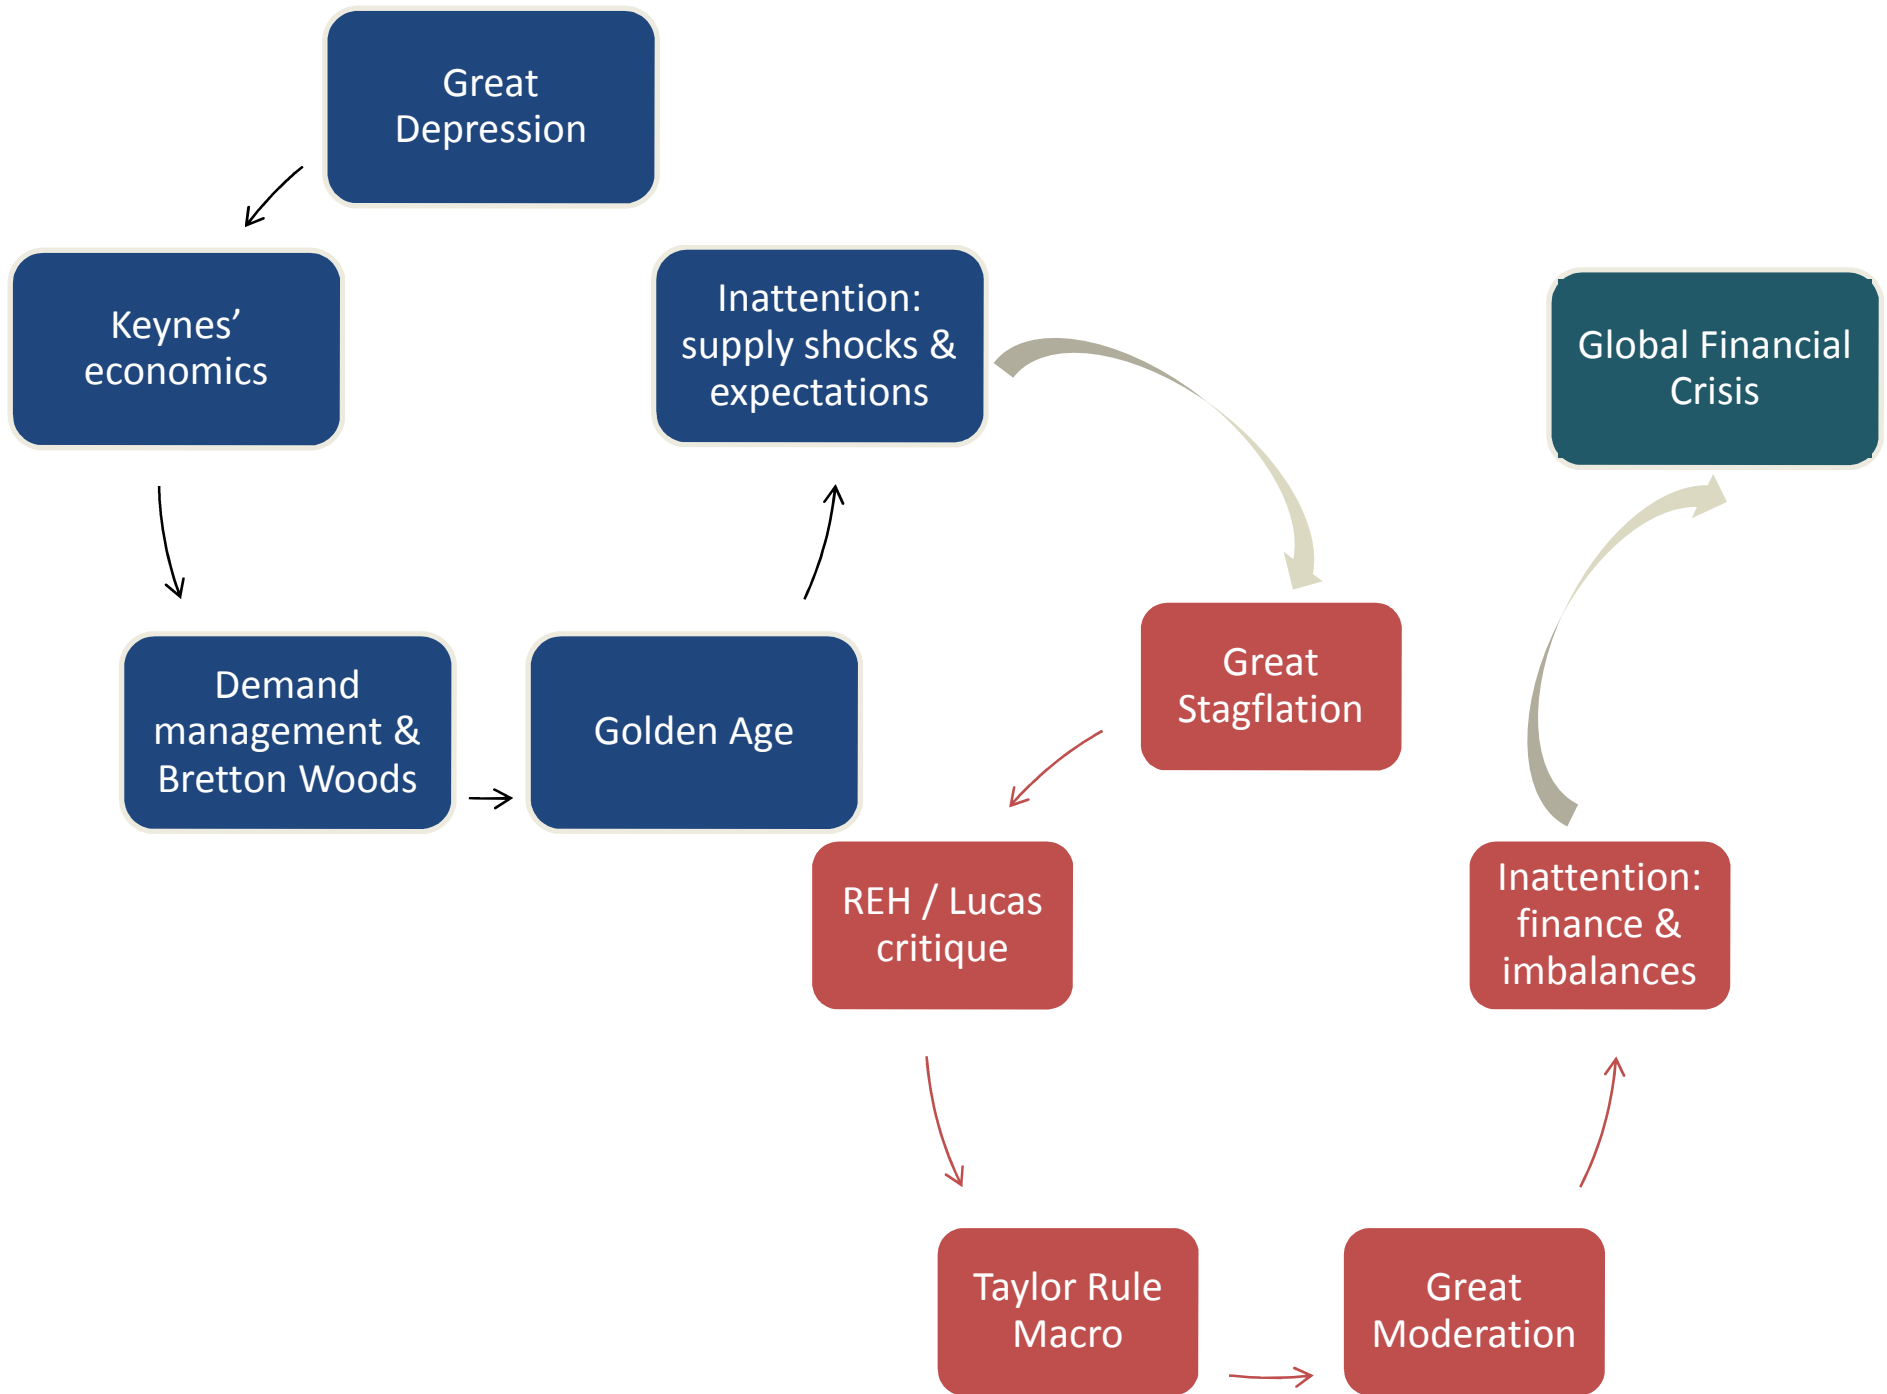 Great
Depression
Keynes’
economics
Demand
management &
Bretton Woods
Golden Age
Inattention:
supply shocks &
expectations
Great
Stagflation
REH / Lucas
critique
Taylor Rule
Macro
Great
Moderation
Inattention:
finance &
imbalances
Global Financial
Crisis